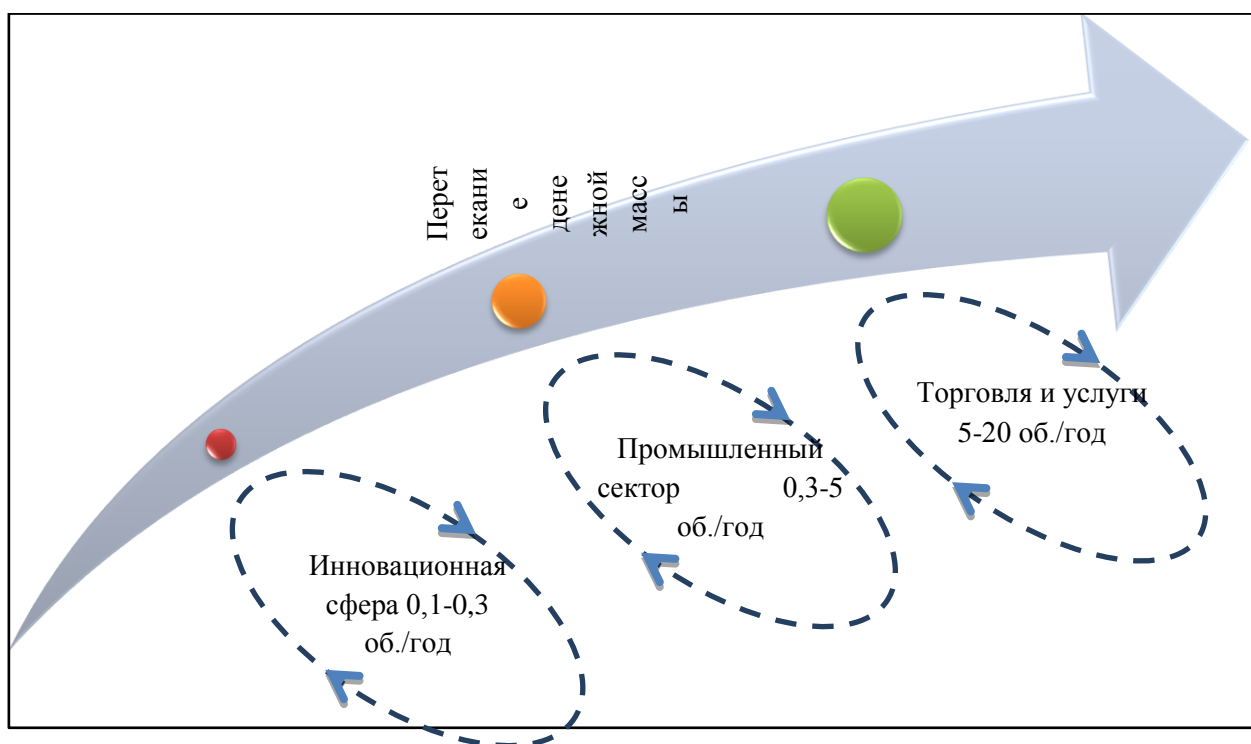 Перет
екани
е
дене
жной
масс
ы
Торговля и услуги
5-20 об./год
Промышленный
сектор 0,3-5
об./год
Инновационная
сфера 0,1-0,3
об./год